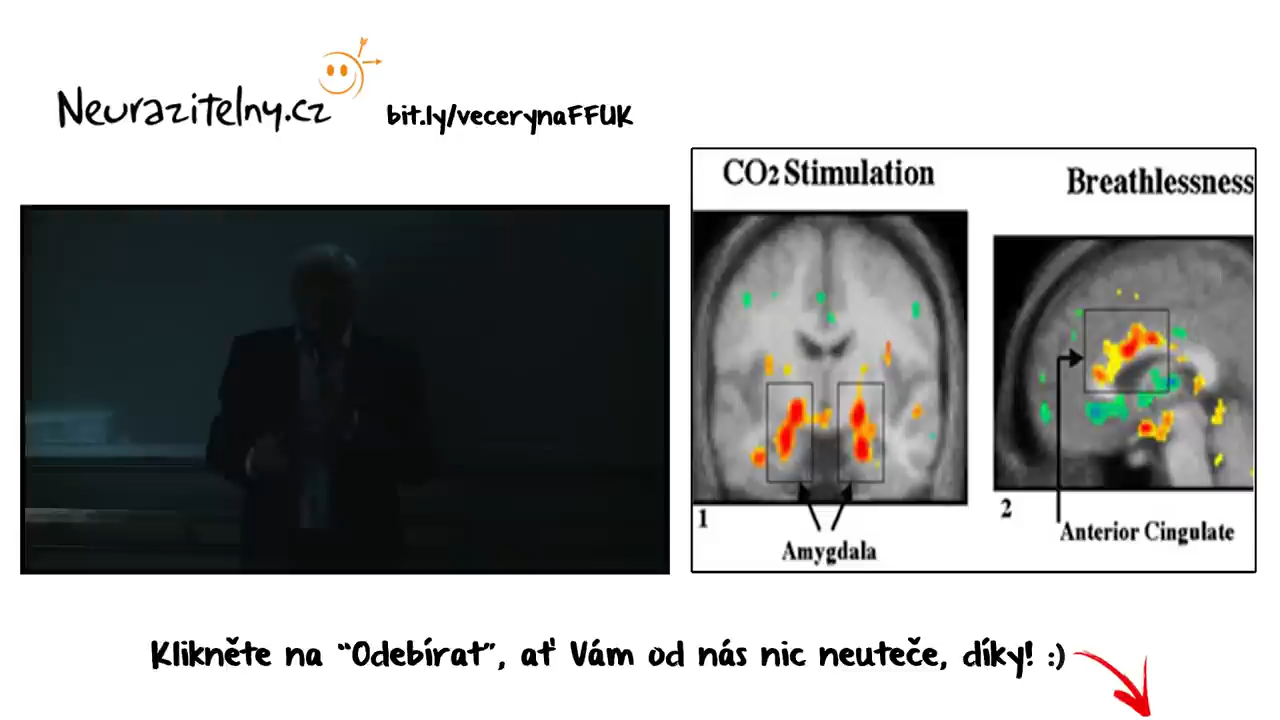 Neurazitelny.cz
bit.ly/vecerynaFFUK
CO2 Stimulation
Breathlessness
1
2
Amygdala
Anterior Cingulate
Klikněte na “Odebírat”, ať Vám od nás nic neuteče, díky! :)